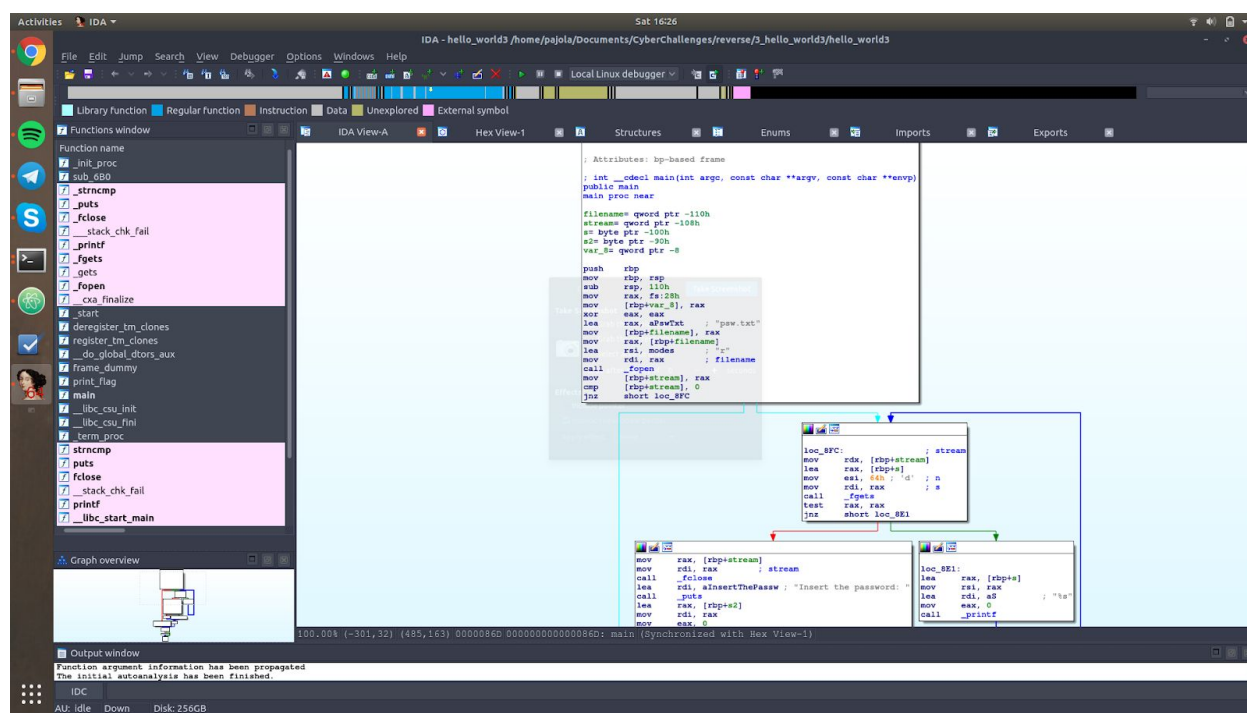 Activities IDA Sat 16:26
IDA - hello_world3 /home/pajola/Documents/CyberChallenges/reverse/3_hello_world3/hello_world3
File Edit Jump Search View Debugger Options Windows Help
Local Linux debugger
Library function Regular function Instruction Data Unexplored External symbol
Functions window
IDA View-A Hex View-1 Structures Enums Imports Exports
Function name
_init_proc
sub_6B0
_strncmp
_puts
_fclose
___stack_chk_fail
_printf
_fgets
_gets
_fopen
__cxa_finalize
_start
deregister_tm_clones
register_tm_clones
__do_global_dtors_aux
frame_dummy
print_flag
main
__libc_csu_init
__libc_csu_fini
_term_proc
strncmp
puts
fclose
__stack_chk_fail
printf
__libc_start_main
; Attributes: bp-based frame
; int __cdecl main(int argc, const char **argv, const char **envp)
public main
main proc near
filename= qword ptr -110h
stream= qword ptr -108h
s= byte ptr -100h
s2= byte ptr -90h
var_8= qword ptr -8
push rbp
mov rbp, rsp
sub rsp, 110h
mov rax, fs:28h
mov [rbp+var_8], rax
xor eax, eax
lea rax, aPswTxt ; "psw.txt"
mov [rbp+filename], rax
mov rax, [rbp+filename]
lea rsi, modes ; "r"
mov rdi, rax ; filename
call _fopen
mov [rbp+stream], rax
cmp [rbp+stream], 0
jnz short loc_8FC
loc_8FC: ; stream
mov rdx, [rbp+stream]
lea rax, [rbp+s]
mov esi, 64h ; 'd' ; n
mov rdi, rax ; s
call _fgets
test rax, rax
jnz short loc_8E1
mov rax, [rbp+stream]
mov rdi, rax ; stream
call _fclose
lea rdi, aInsertThePassw ; "Insert the password: "
call _puts
lea rax, [rbp+s2]
mov rdi, rax
mov eax, 0
loc_8E1:
lea rax, [rbp+s]
mov rsi, rax
lea rdi, aS ; "%s"
mov eax, 0
call _printf
Graph overview
100.00% (-301,32) (485,163) 0000086D 000000000000086D: main (Synchronized with Hex View-1)
Output window
Function argument information has been propagated
The initial autoanalysis has been finished.
IDC
AU: idle Down Disk: 256GB